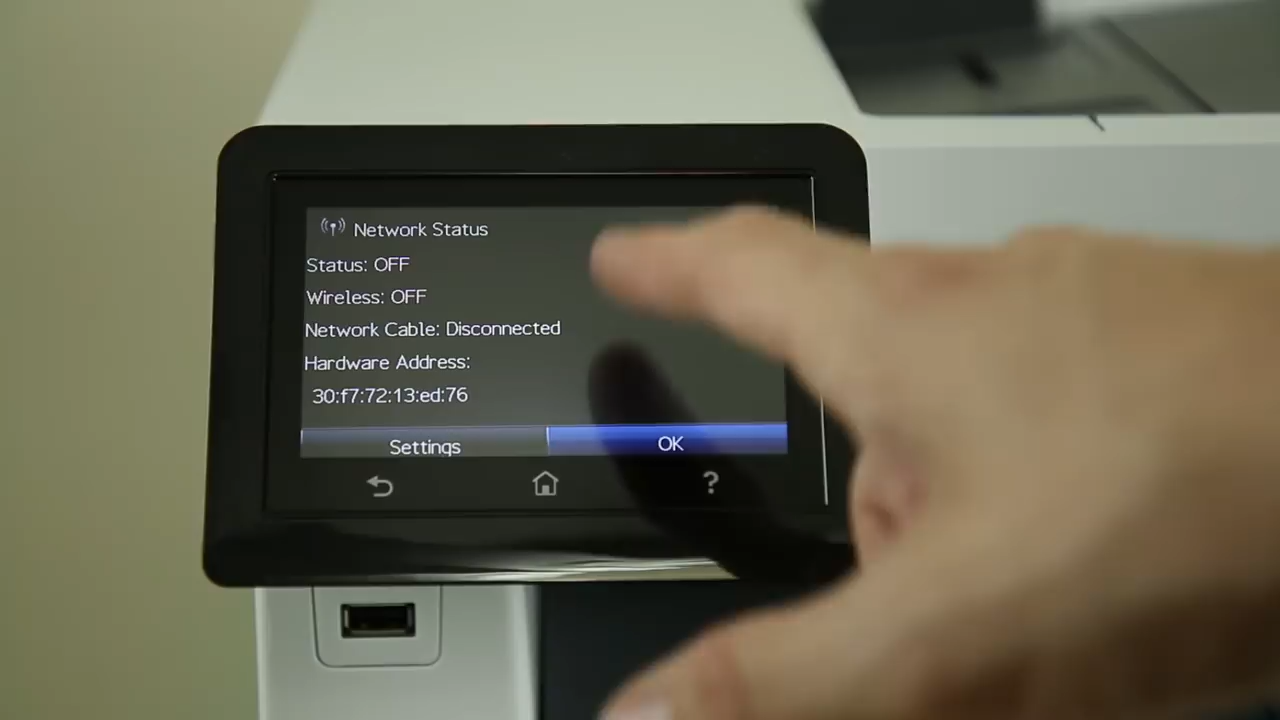 Network Status
Status: OFF
Wireless: OFF
Network Cable: Disconnected
Hardware Address:
30:f7:72:13:ed:76
Settings OK
?